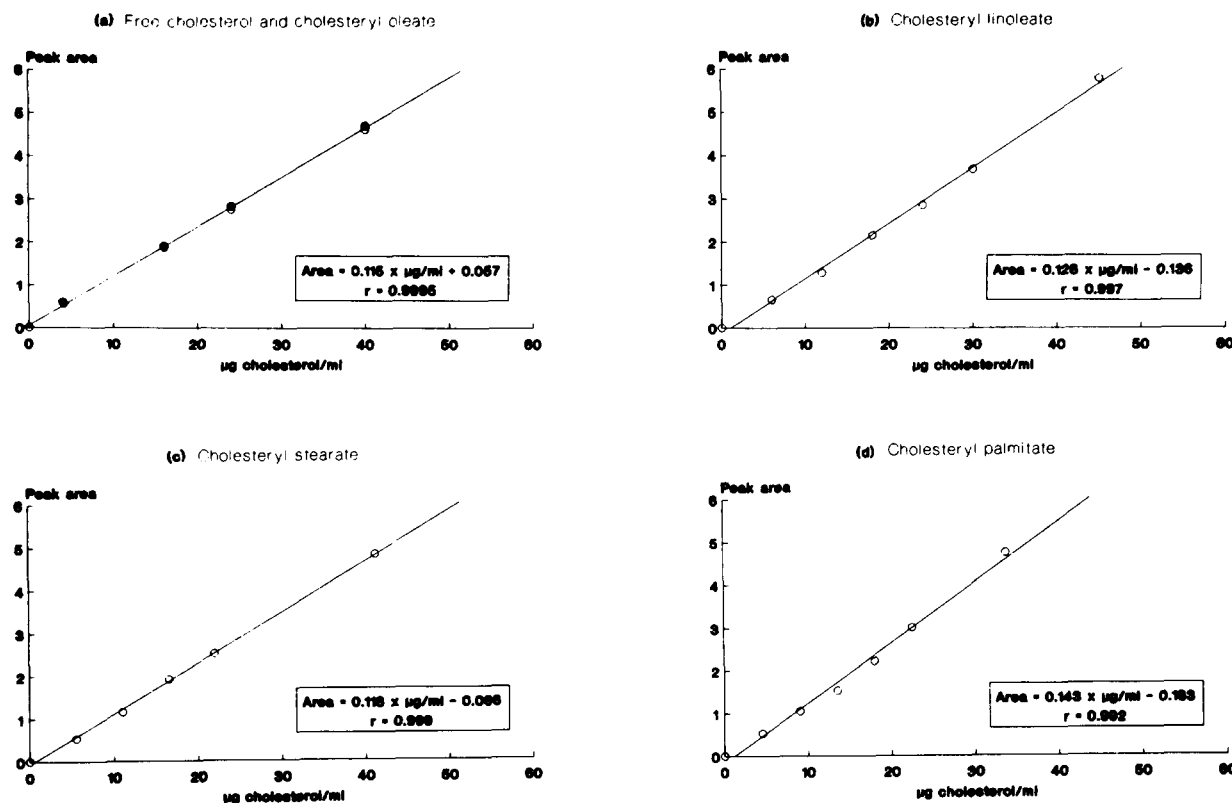 (a) Free cholesterol and cholesteryl oleate
Peak area
6
5
4
3
2
1
0
0 10 20 30 40 50 60
µg cholesterol/ml
Area = 0.115 x µg/ml + 0.057
r = 0.9995
(b) Cholesteryl linoleate
Peak area
6
5
4
3
2
1
0
0 10 20 30 40 50 60
µg cholesterol/ml
Area = 0.126 x µg/ml - 0.136
r = 0.997
(c) Cholesteryl stearate
Peak area
6
5
4
3
2
1
0
0 10 20 30 40 50 60
µg cholesterol/ml
Area = 0.118 x µg/ml -
r = 0.999
(d) Cholesteryl palmitate
Peak area
6
5
4
3
2
1
0
0 10 20 30 40 50 60
µg cholesterol/ml
Area = 0.143 x µg/ml -
r = 0.992